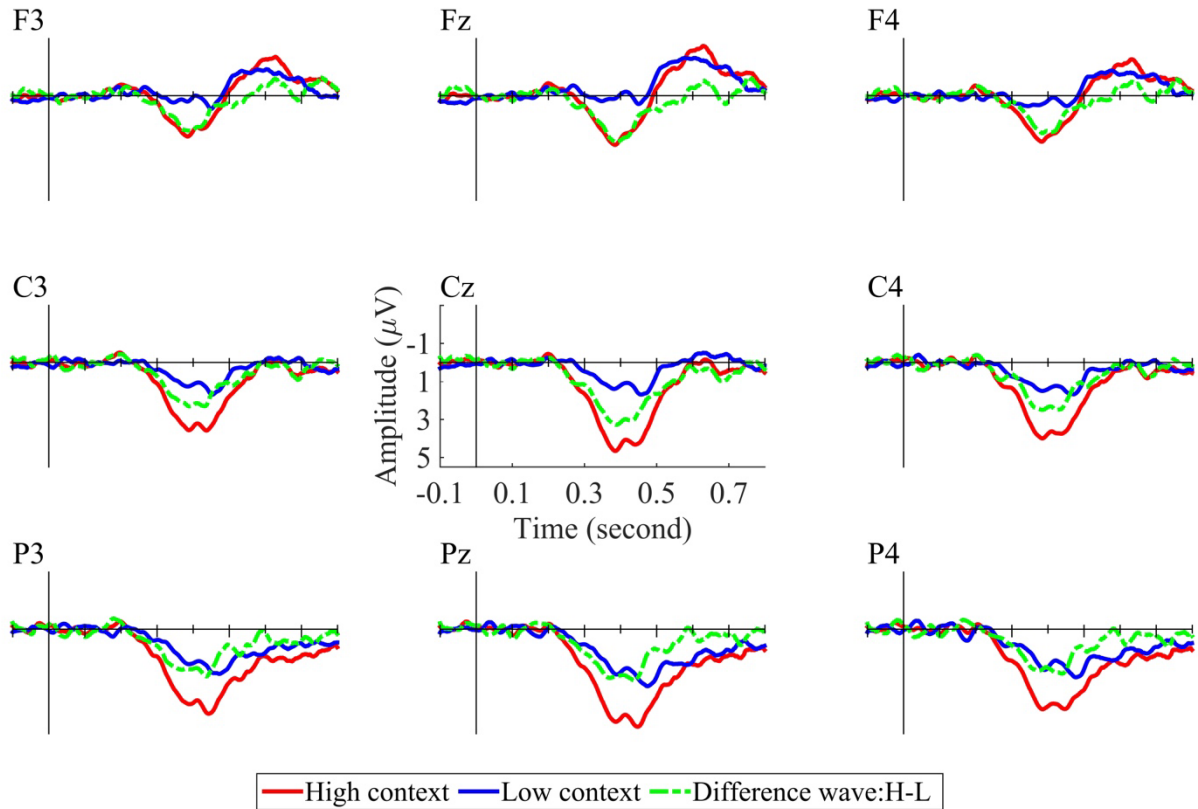 F3 Fz F4
C3 Cz C4
Amplitude (μV)
-1
1
3
5
-0.1 0.1 0.3 0.5 0.7
Time (second)
P3 Pz P4
High context Low context Difference wave:H-L